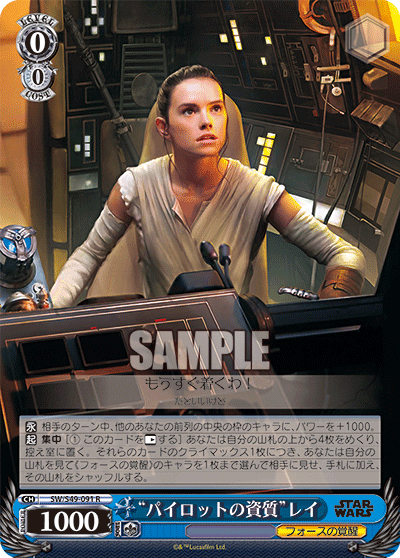 LEVEL
0
0
COST
SAMPLE
もうすぐ着くわ!
だといいけど
永 相手のターン中、他のあなたの前列の中央の枠のキャラに、パワーを+1000。
起 集中 [① このカードを する] あなたは自分の山札の上から4枚をめくり、
控え室に置く。それらのカードのクライマックス1枚につき、あなたは自分の
山札を見て《フォースの覚醒》のキャラを1枚まで選んで相手に見せ、手札に加え、
その山札をシャッフルする。
CH SW/S49-091 R
POWER 1000 “パイロットの資質”レイ STAR WARS
フォースの覚醒
©&™Lucasfilm Ltd.